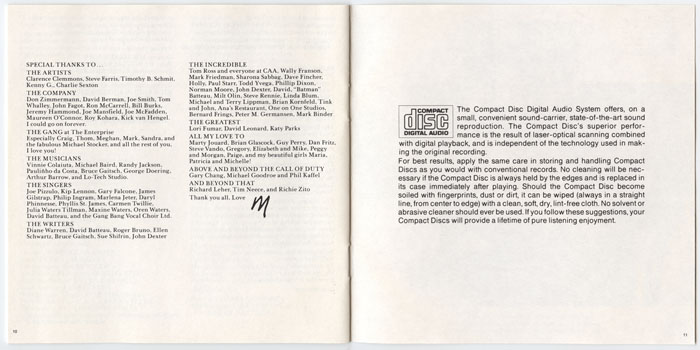 SPECIAL THANKS TO...
THE ARTISTS
Clarence Clemmons, Steve Farris, Timothy B. Schmit,
Kenny G., Charlie Sexton
THE COMPANY
Don Zimmermann, David Berman, Joe Smith, Tom
Whalley, John Fagot, Ron McCarrell, Bill Burks,
Jeremy Hammond, Joe Mansfield, Joe McFadden,
Maureen O'Connor, Roy Kohara, Kick van Hengel.
I could go on forever.
THE GANG at The Enterprise
Especially Craig, Thom, Meghan, Mark, Sandra, and
the fabulous Michael Stocker, and all the rest of you,
I love you!
THE MUSICIANS
Vinnie Colaiuta, Michael Baird, Randy Jackson,
Paulinho da Costa, Bruce Gaitsch, George Doering,
Arthur Barrow, and Lo-Tech Studio.
THE SINGERS
Joe Pizzulo, Kip Lennon, Gary Falcone, James
Gilstrap, Philip Ingram, Marlena Jeter, Daryl
Phinnesse, Phyllis St. James, Carmen Twillie,
Julia Waters Tillman, Maxine Waters, Oren Waters,
David Batteau, and the Gang Bang Vocal Choir Ltd.
THE WRITERS
Diane Warren, David Batteau, Roger Bruno, Ellen
Schwartz, Bruce Gaitsch, Sue Shifrin, John Dexter
10
THE INCREDIBLE
Tom Ross and everyone at CAA, Wally Franson,
Mark Friedman, Sharona Sabbag, Dave Fincher,
Holly, Paul Starr, Todd Yvega, Phillip Dixon,
Norman Moore, John Dexter, David, "Batman"
Batteau, Milt Olin, Steve Rennie, Linda Blum,
Michael and Terry Lippman, Brian Kornfeld, Tink
and John, Ana's Restaurant, One on One Studios,
Bernard Frings, Peter M. Germansen, Mark Binder
THE GREATEST
Lori Fumar, David Leonard, Katy Parks
ALL MY LOVE TO
Marty Jouard, Brian Glascock, Guy Perry, Dan Fritz,
Steve Vando, Gregory, Elizabeth and Mike, Peggy
and Morgan, Paige, and my beautiful girls Maria,
Patricia and Michelle!
ABOVE AND BEYOND THE CALL OF DUTY
Gary Chang, Michael Goodroe and Phil Kaffel
AND BEYOND THAT
Richard Leher, Tim Neece, and Richie Zito
Thank you all. Love M
COMPACT
disc
DIGITAL AUDIO
The Compact Disc Digital Audio System offers, on a
small, convenient sound-carrier, state-of-the-art sound
reproduction. The Compact Disc's superior perfor-
mance is the result of laser-optical scanning combined
with digital playback, and is independent of the technology used in mak-
ing the original recording.
For best results, apply the same care in storing and handling Compact
Discs as you would with conventional records. No cleaning will be nec-
essary if the Compact Disc is always held by the edges and is replaced in
its case immediately after playing. Should the Compact Disc become
soiled with fingerprints, dust or dirt, it can be wiped (always in a straight
line, from center to edge) with a clean, soft, dry, lint-free cloth. No solvent or
abrasive cleaner should ever be used. If you follow these suggestions, your
Compact Discs will provide a lifetime of pure listening enjoyment.
11